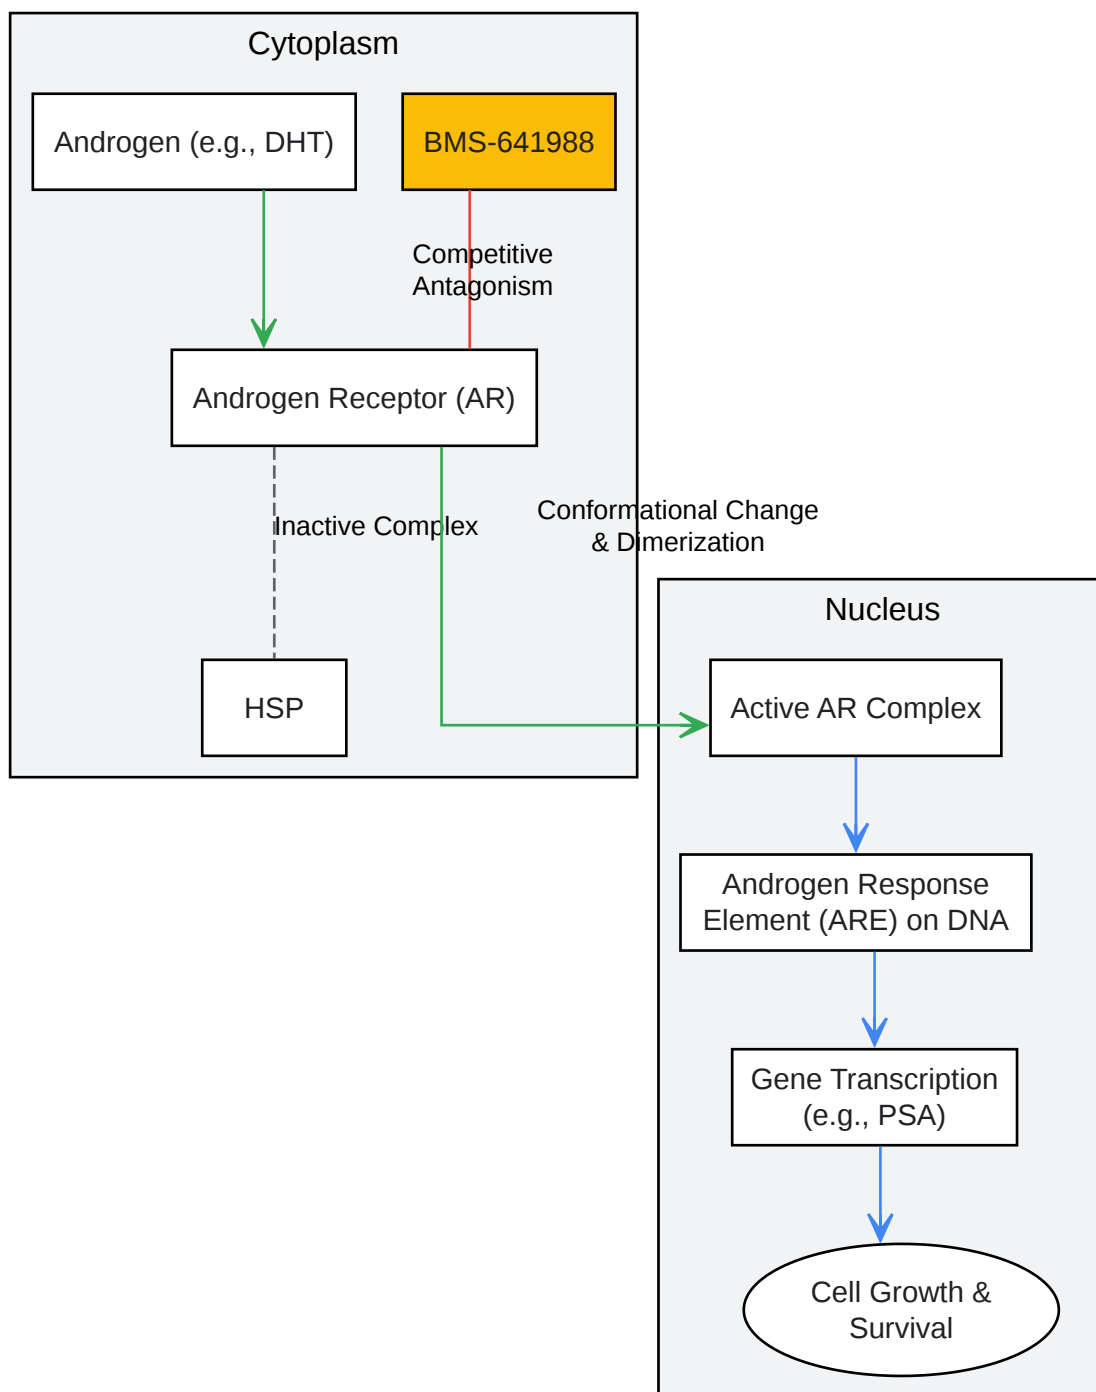 Cytoplasm
Androgen (e.g., DHT)
BMS-641988
Competitive
Antagonism
Androgen Receptor (AR)
Inactive Complex
Conformational Change
& Dimerization
HSP
Nucleus
Active AR Complex
Androgen Response
Element (ARE) on DNA
Gene Transcription
(e.g., PSA)
Cell Growth &
Survival